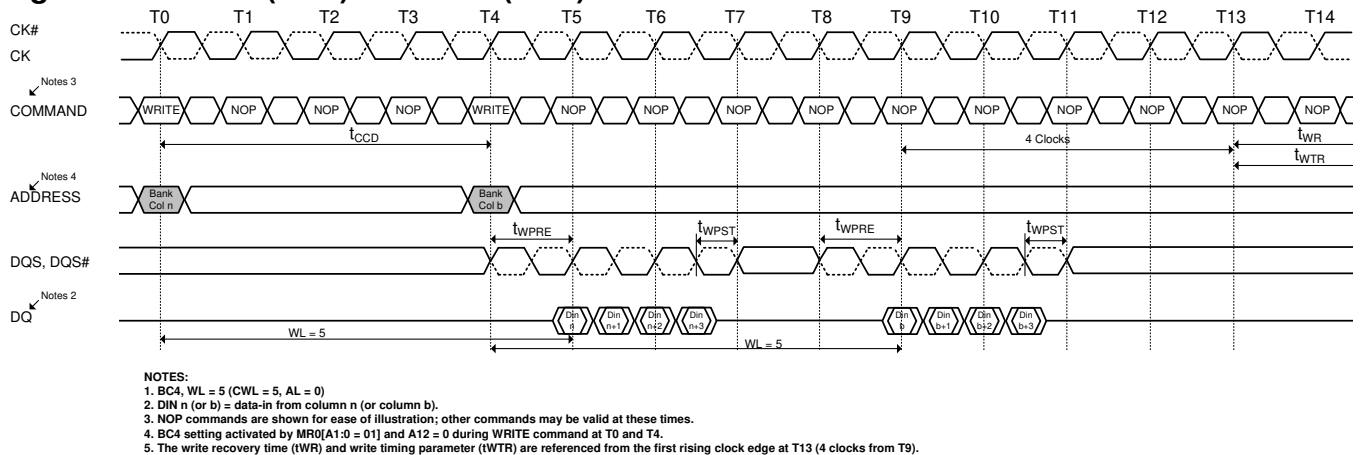 T0 T1 T2 T3 T4 T5 T6 T7 T8 T9 T10 T11 T12 T13 T14
CK#
CK
Notes 3
COMMAND WRITE NOP NOP NOP WRITE NOP NOP NOP NOP NOP NOP NOP NOP NOP NOP
tCCD 4 Clocks tWR
tWTR
Notes 4
ADDRESS Bank Col n Bank Col b
tWPRE tWPST tWPRE tWPST
DQS, DQS#
Notes 2
DQ Din n Din n+1 Din n+2 Din n+3 Din b Din b+1 Din b+2 Din b+3
WL = 5 WL = 5
NOTES:
1. BC4, WL = 5 (CWL = 5, AL = 0)
2. DIN n (or b) = data-in from column n (or column b).
3. NOP commands are shown for ease of illustration; other commands may be valid at these times.
4. BC4 setting activated by MR0[A1:0 = 01] and A12 = 0 during WRITE command at T0 and T4.
5. The write recovery time (tWR) and write timing parameter (tWTR) are referenced from the first rising clock edge at T13 (4 clocks from T9).